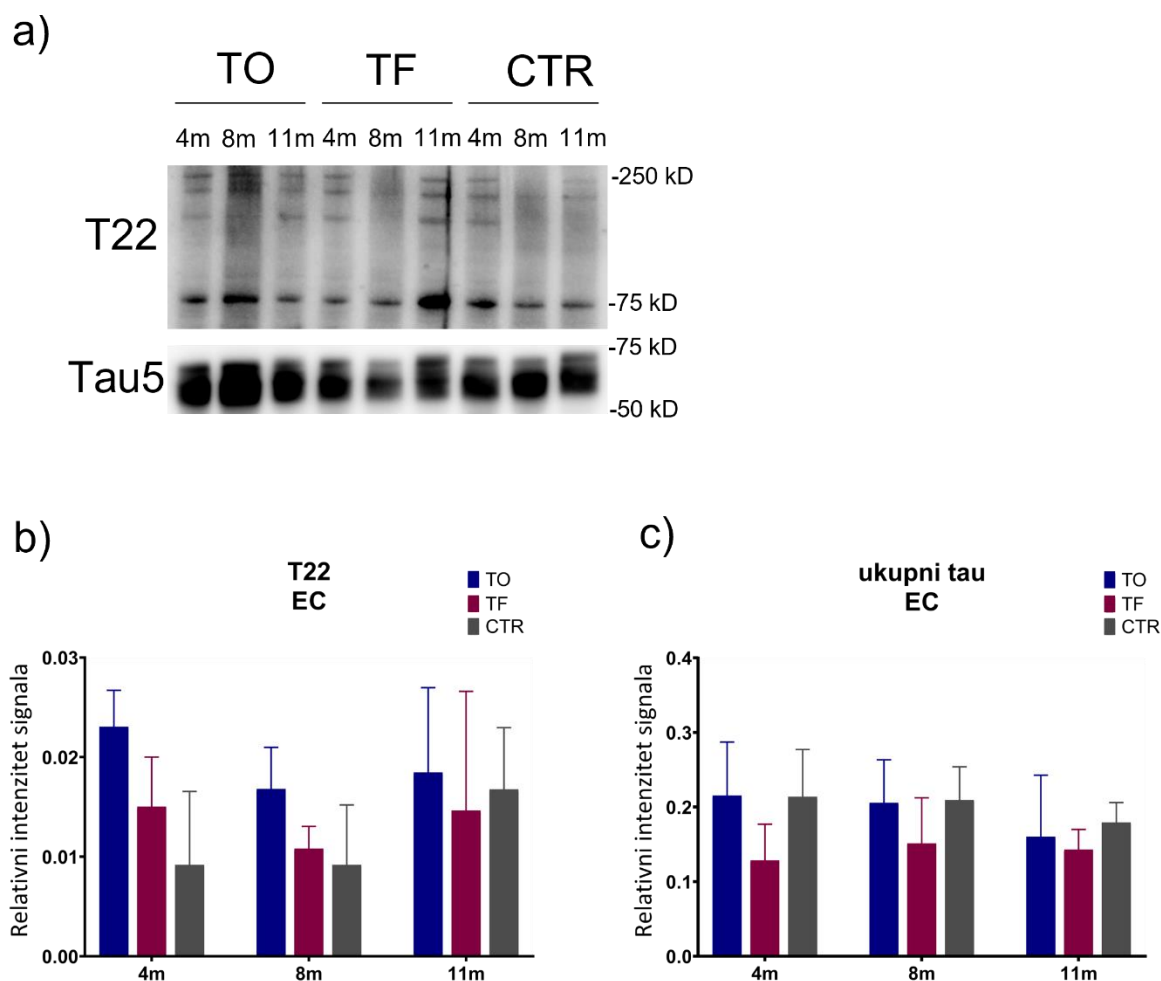 a)
TO TF CTR
4m 8m 11m 4m 8m 11m 4m 8m 11m
T22
-250 kD
-75 kD
Tau5
-75 kD
-50 kD
b)
T22
EC
TO
TF
CTR
Relativni intenzitet signala
0.03
0.02
0.01
0.00
4m 8m 11m
c)
ukupni tau
EC
TO
TF
CTR
Relativni intenzitet signala
0.4
0.3
0.2
0.1
0.0
4m 8m 11m